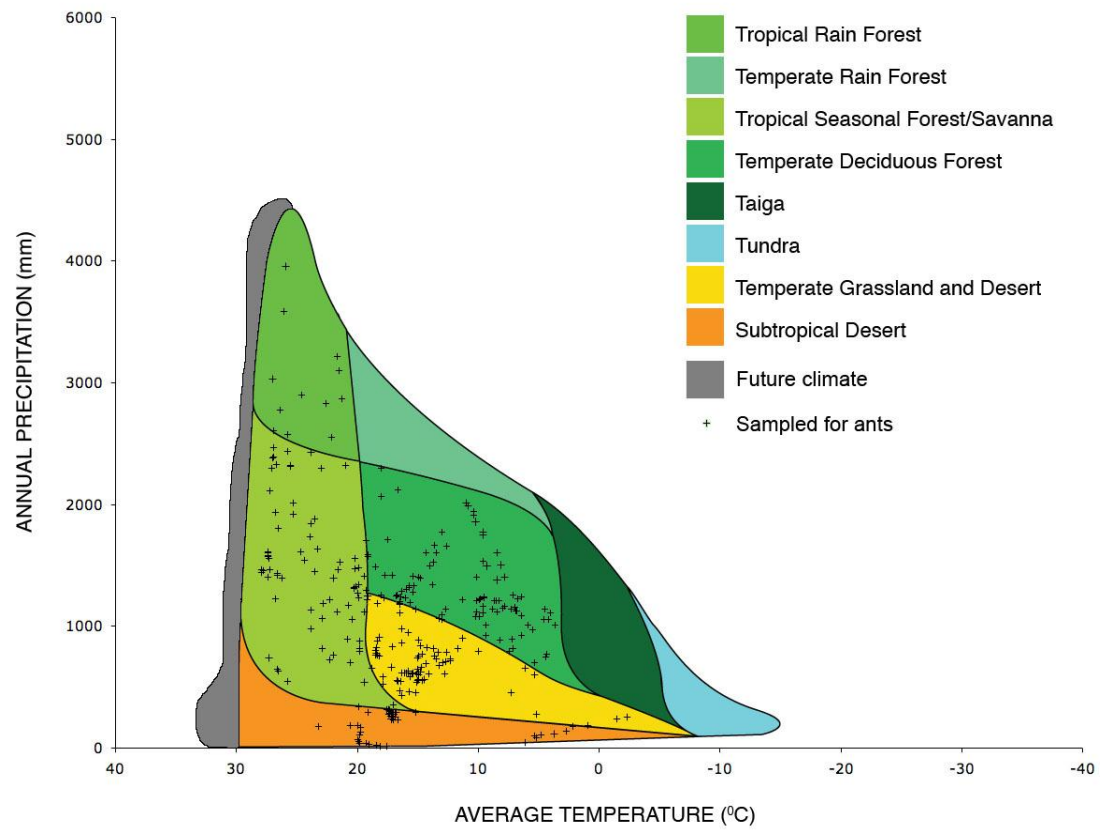 6000
5000
4000
3000
2000
1000
0
ANNUAL PRECIPITATION (mm)
40
30
20
10
0
-10
-20
-30
-40
AVERAGE TEMPERATURE (⁰C)
Tropical Rain Forest
Temperate Rain Forest
Tropical Seasonal Forest/Savanna
Temperate Deciduous Forest
Taiga
Tundra
Temperate Grassland and Desert
Subtropical Desert
Future climate
Sampled for ants